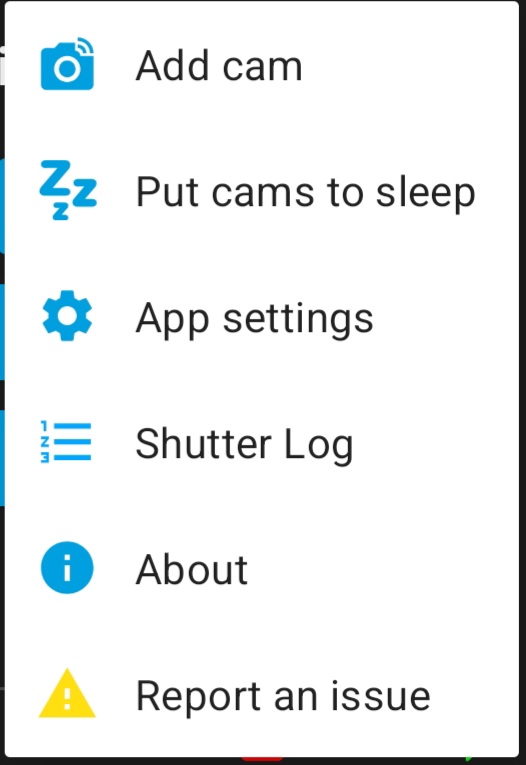 Add cam
Put cams to sleep
App settings
Shutter Log
About
Report an issue